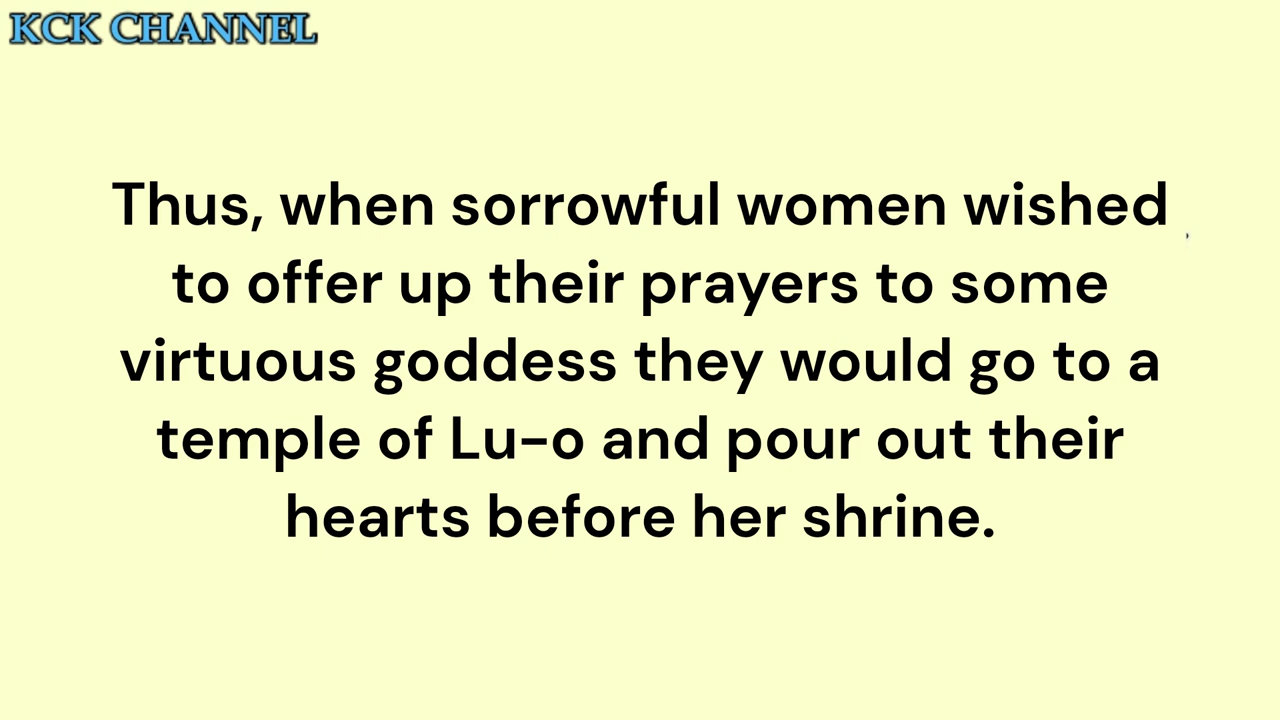 KCK CHANNEL
Thus, when sorrowful women wished
to offer up their prayers to some
virtuous goddess they would go to a
temple of Lu-o and pour out their
hearts before her shrine.